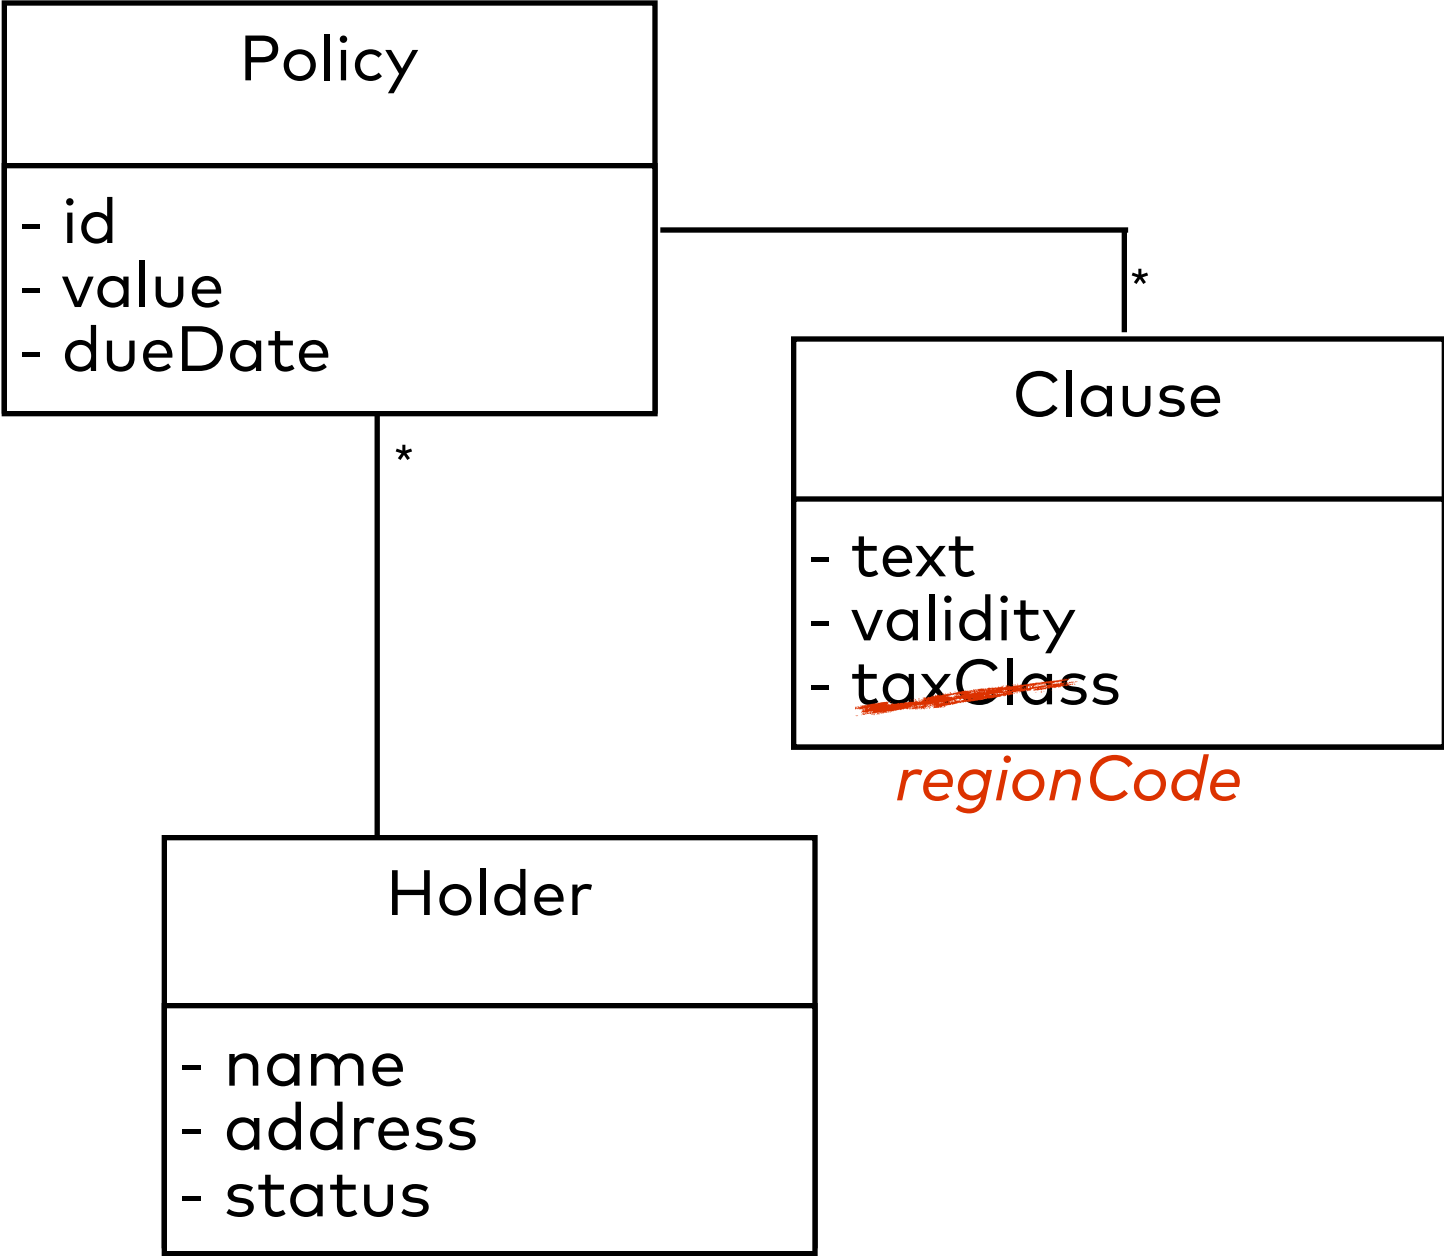 Policy
- id
- value
- dueDate
*
*
Clause
- text
- validity
- taxClass
regionCode
Holder
- name
- address
- status